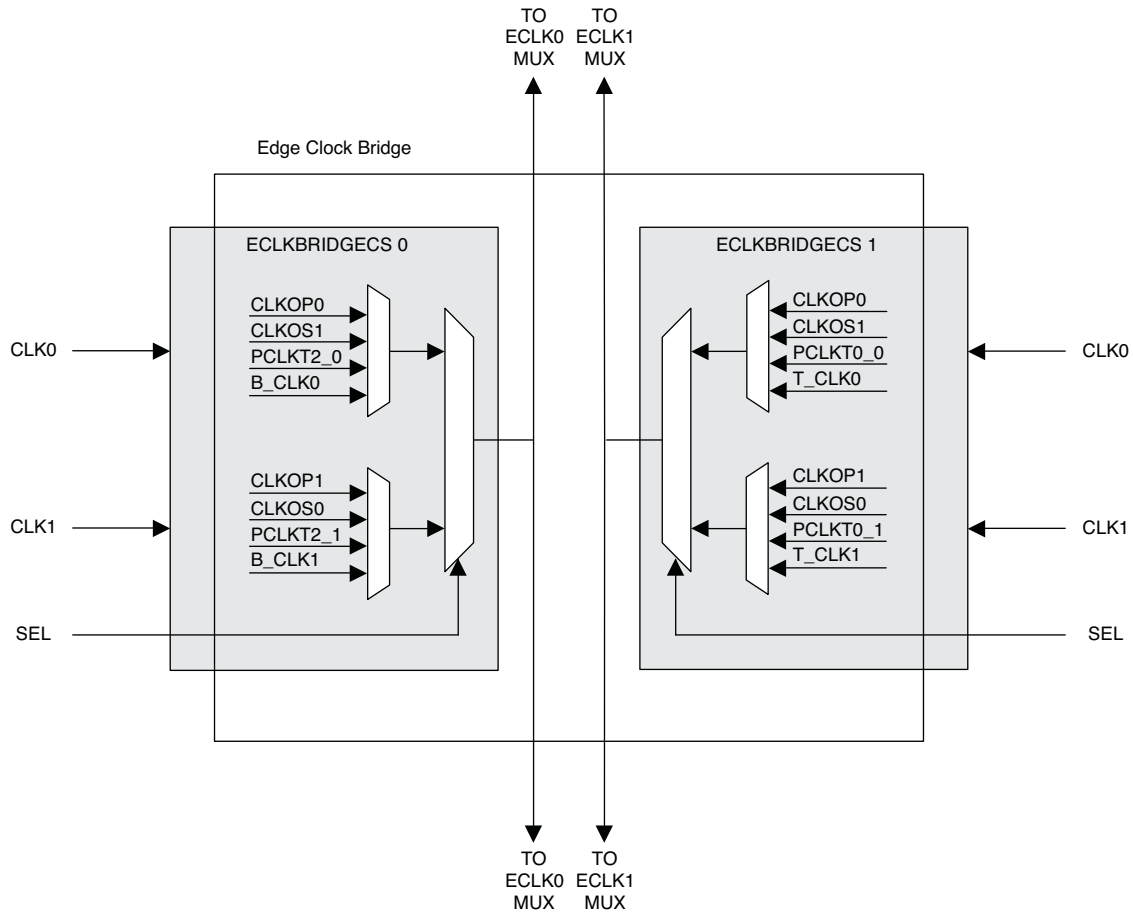 TO
ECLK0
MUX
TO
ECLK1
MUX
Edge Clock Bridge
ECLKBRIDGECS 0
CLKOP0
CLKOS1
PCLKT2_0
B_CLK0
CLKOP1
CLKOS0
PCLKT2_1
B_CLK1
CLK0
CLK1
SEL
ECLKBRIDGECS 1
CLKOP0
CLKOS1
PCLKT0_0
T_CLK0
CLKOP1
CLKOS0
PCLKT0_1
T_CLK1
CLK0
CLK1
SEL
TO
ECLK0
MUX
TO
ECLK1
MUX